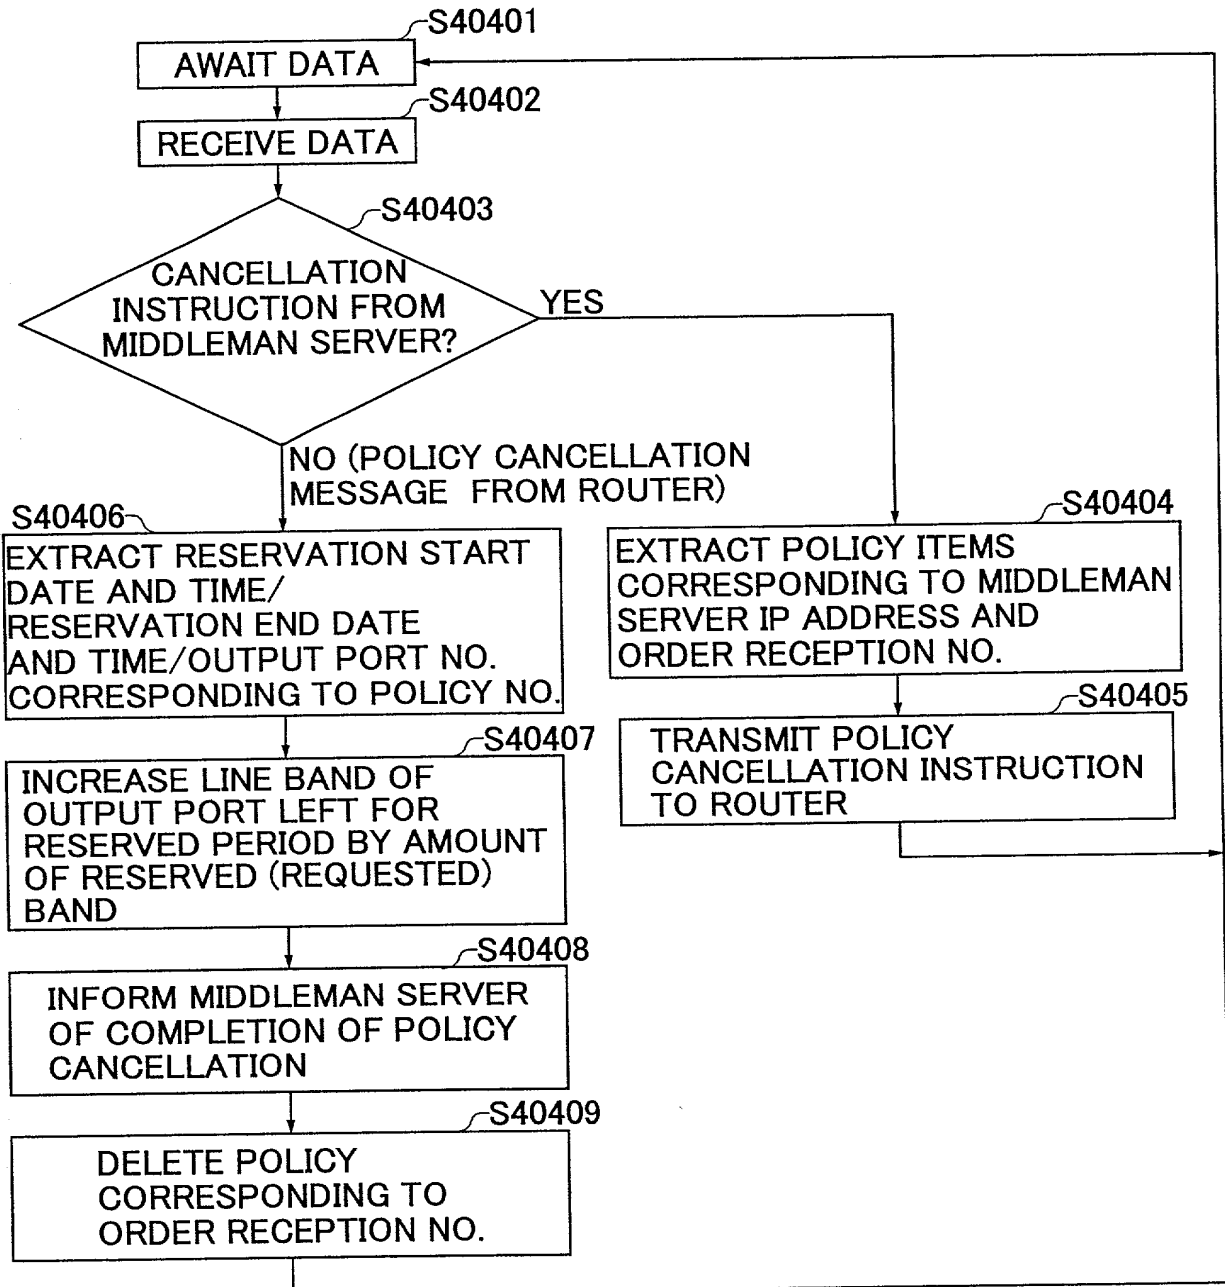 S40401
AWAIT DATA
S40402
RECEIVE DATA
S40403
CANCELLATION
INSTRUCTION FROM
MIDDLEMAN SERVER?
YES
NO (POLICY CANCELLATION
MESSAGE FROM ROUTER)
S40406
EXTRACT RESERVATION START
DATE AND TIME/
RESERVATION END DATE
AND TIME/OUTPUT PORT NO.
CORRESPONDING TO POLICY NO.
S40404
EXTRACT POLICY ITEMS
CORRESPONDING TO MIDDLEMAN
SERVER IP ADDRESS AND
ORDER RECEPTION NO.
S40405
TRANSMIT POLICY
CANCELLATION INSTRUCTION
TO ROUTER
S40407
INCREASE LINE BAND OF
OUTPUT PORT LEFT FOR
RESERVED PERIOD BY AMOUNT
OF RESERVED (REQUESTED)
BAND
S40408
INFORM MIDDLEMAN SERVER
OF COMPLETION OF POLICY
CANCELLATION
S40409
DELETE POLICY
CORRESPONDING TO
ORDER RECEPTION NO.